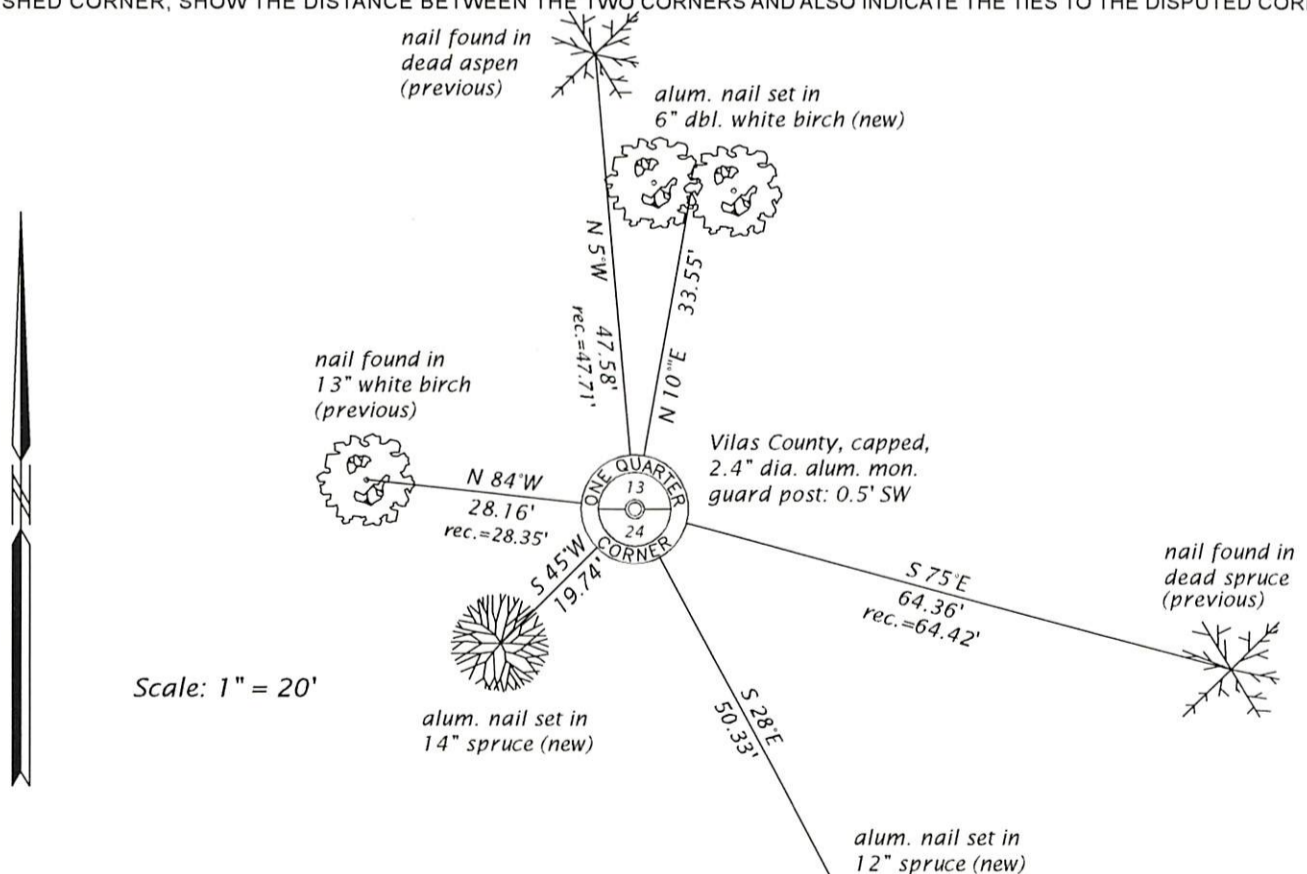 SHED CORNER, SHOW THE DISTANCE BETWEEN THE TWO CORNERS AND ALSO INDICATE THE TIES TO THE DISPUTED COR
nail found in
dead aspen
(previous)
alum. nail set in
6" dbl. white birch (new)
N 5°W
47.58'
rec.=47.71'
N 10°E
33.55'
nail found in
13" white birch
(previous)
N 84°W
28.16'
rec.=28.35'
ONE QUARTER
13
24
CORNER
Vilas County, capped,
2.4" dia. alum. mon.
guard post: 0.5' SW
S 45°W
19.74'
S 75°E
64.36'
rec.=64.42'
nail found in
dead spruce
(previous)
Scale: 1" = 20'
alum. nail set in
14" spruce (new)
S 28°E
50.33'
alum. nail set in
12" spruce (new)